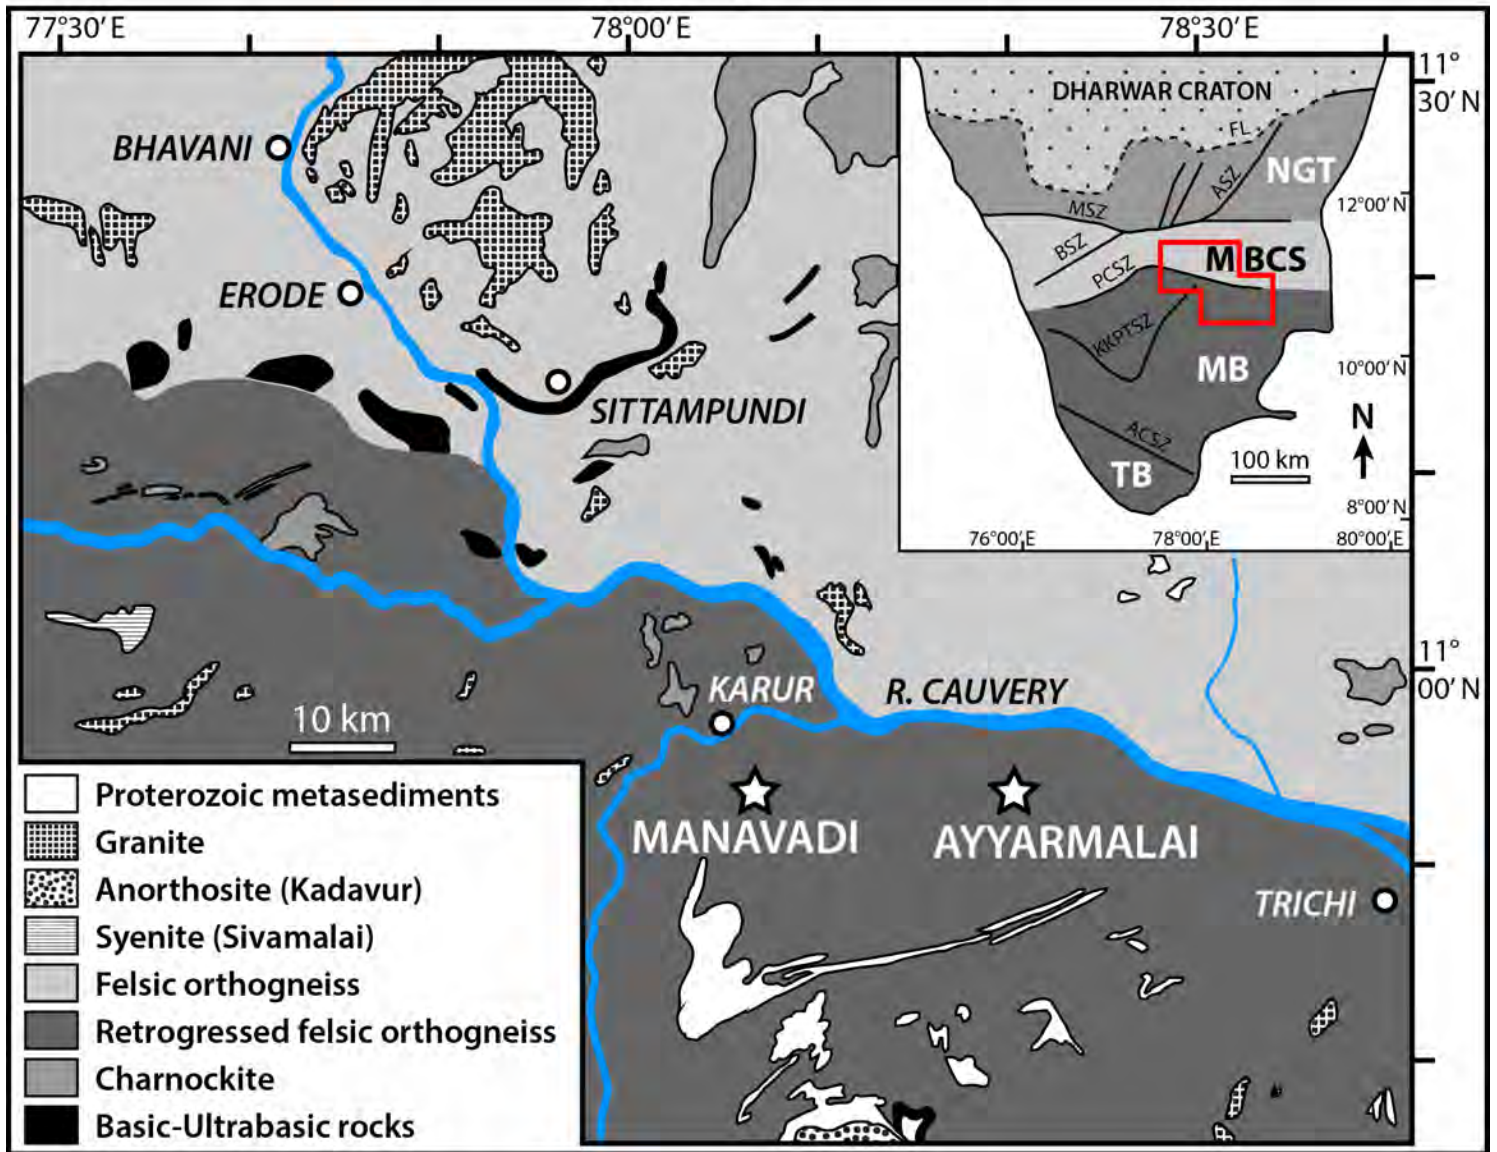 77°30′ E
78°00′ E
78°30′ E
11°
30′ N
BHAVANI
ERODE
SITTAMPUNDI
DHARWAR CRATON
FL
NGT
ASZ
MSZ
12°00′ N
BSZ
MBCS
PCSZ
KKPTSZ
10°00′ N
MB
N
ACSZ
100 km
TB
8°00′ N
76°00′E
78°00′E
80°00′E
11°
00′ N
KARUR
R. CAUVERY
10 km
MANAVADI
AYYARMALAI
TRICHI
Proterozoic metasediments
Granite
Anorthosite (Kadavur)
Syenite (Sivamalai)
Felsic orthogneiss
Retrogressed felsic orthogneiss
Charnockite
Basic-Ultrabasic rocks